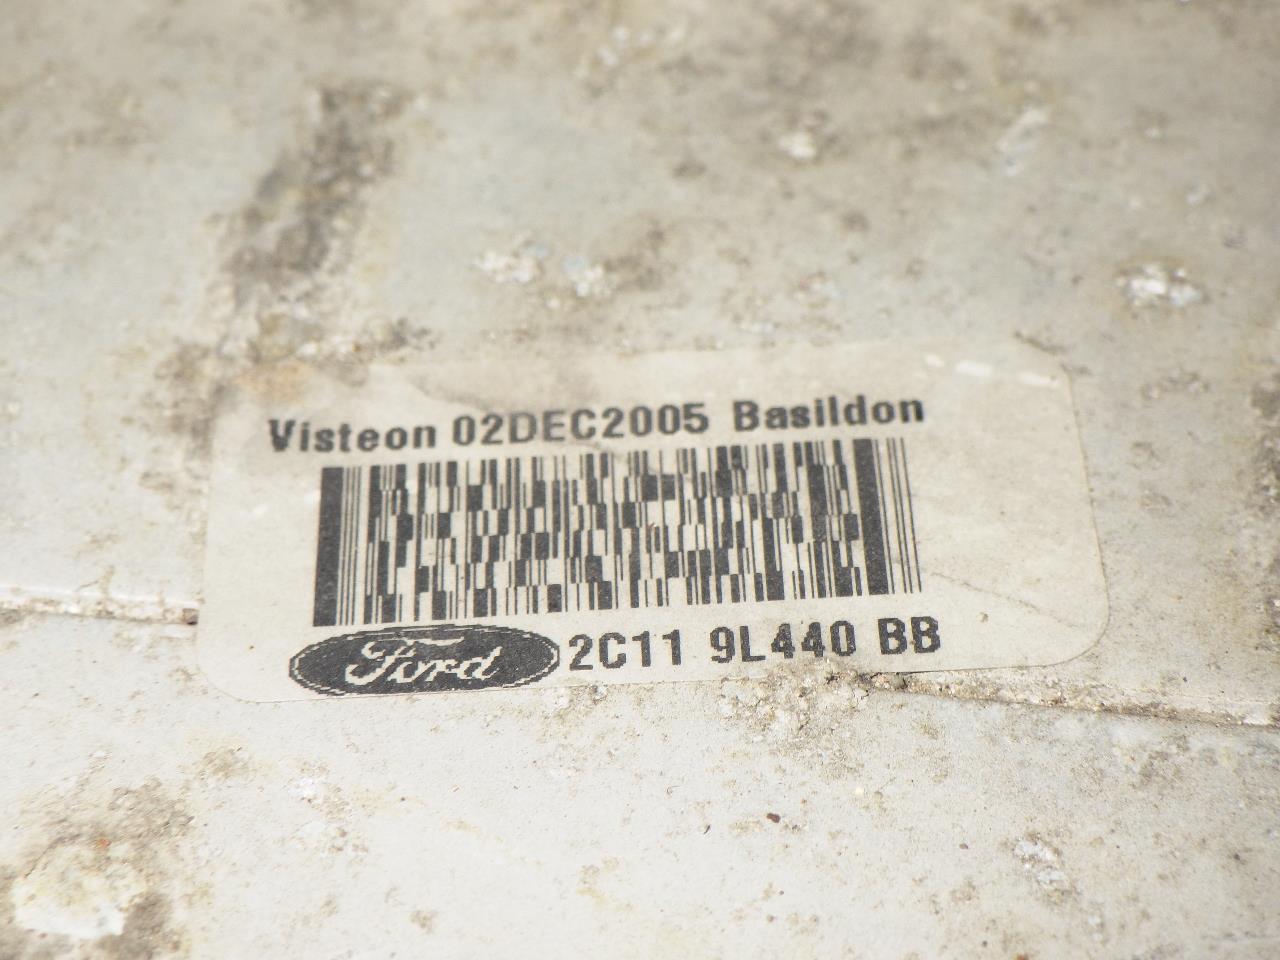 Visteon 02DEC2005 Basildon
Ford 2C11 9L440 BB